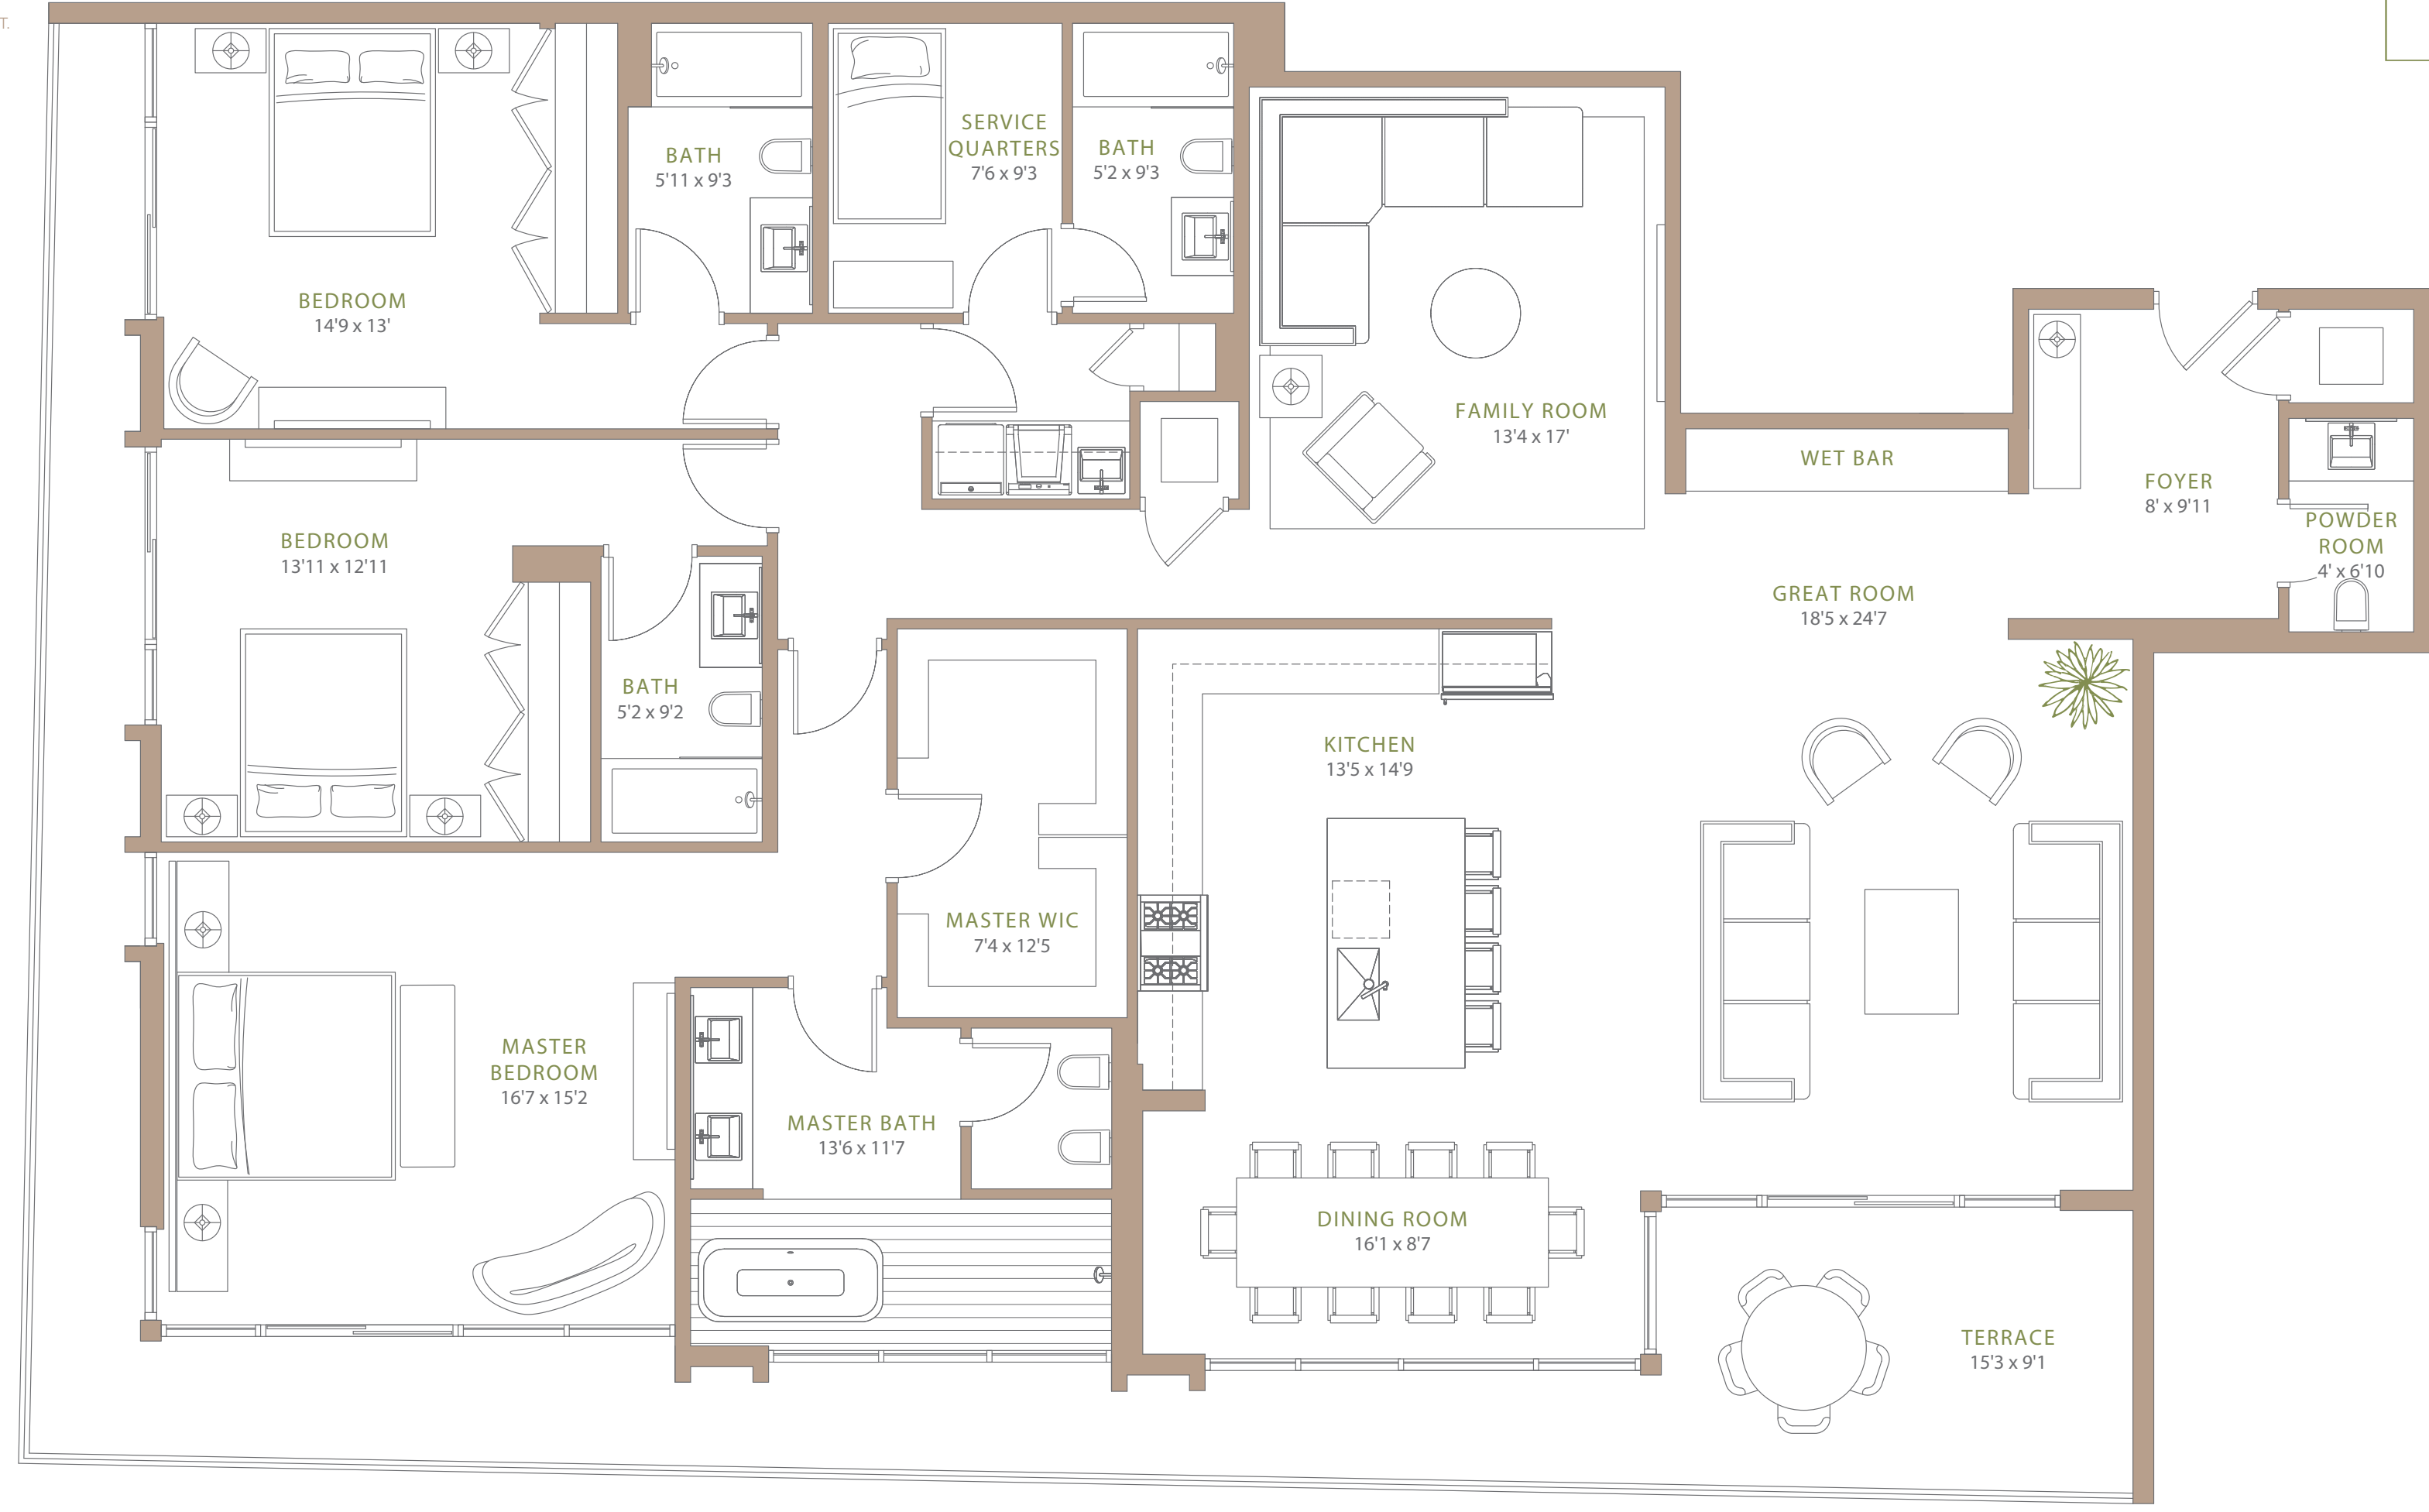 T.
BEDROOM
14'9 x 13'
BATH
5'11 x 9'3
SERVICE
QUARTERS
7'6 x 9'3
BATH
5'2 x 9'3
FAMILY ROOM
13'4 x 17'
WET BAR
FOYER
8' x 9'11
POWDER
ROOM
4' x 6'10
BEDROOM
13'11 x 12'11
GREAT ROOM
18'5 x 24'7
BATH
5'2 x 9'2
KITCHEN
13'5 x 14'9
MASTER WIC
7'4 x 12'5
MASTER
BEDROOM
16'7 x 15'2
MASTER BATH
13'6 x 11'7
DINING ROOM
16'1 x 8'7
TERRACE
15'3 x 9'1